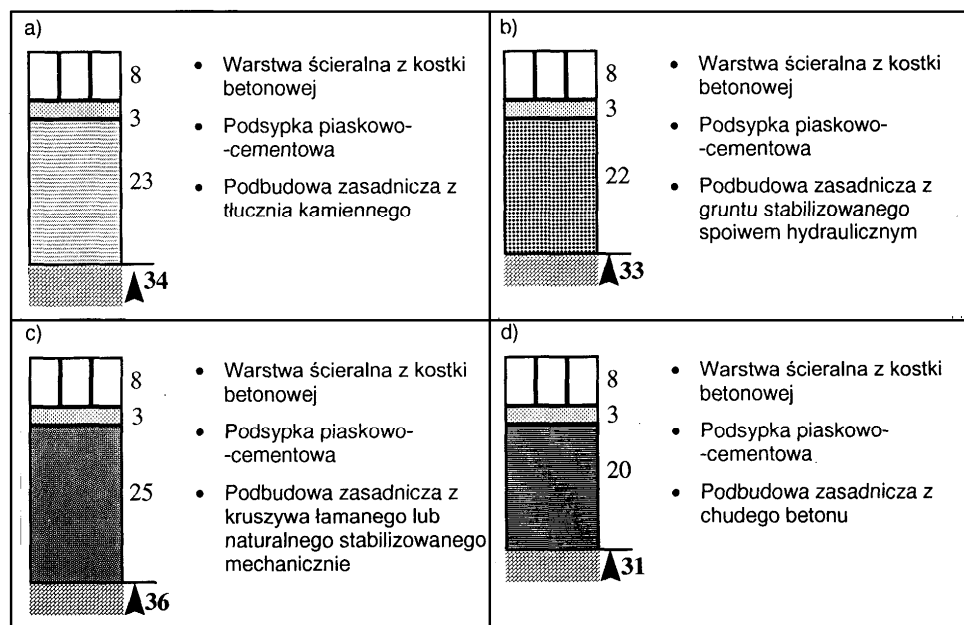 a)
8
3
23
34
• Warstwa ścieralna z kostki
betonowej
• Podsypka piaskowo-
-cementowa
• Podbudowa zasadnicza z
tłucznia kamiennego
b)
8
3
22
33
• Warstwa ścieralna z kostki
betonowej
• Podsypka piaskowo-
-cementowa
• Podbudowa zasadnicza z
gruntu stabilizowanego
spoiwem hydraulicznym
c)
8
3
25
36
• Warstwa ścieralna z kostki
betonowej
• Podsypka piaskowo-
-cementowa
• Podbudowa zasadnicza z
kruszywa łamanego lub
naturalnego stabilizowanego
mechanicznie
d)
8
3
20
31
• Warstwa ścieralna z kostki
betonowej
• Podsypka piaskowo-
-cementowa
• Podbudowa zasadnicza z
chudego betonu